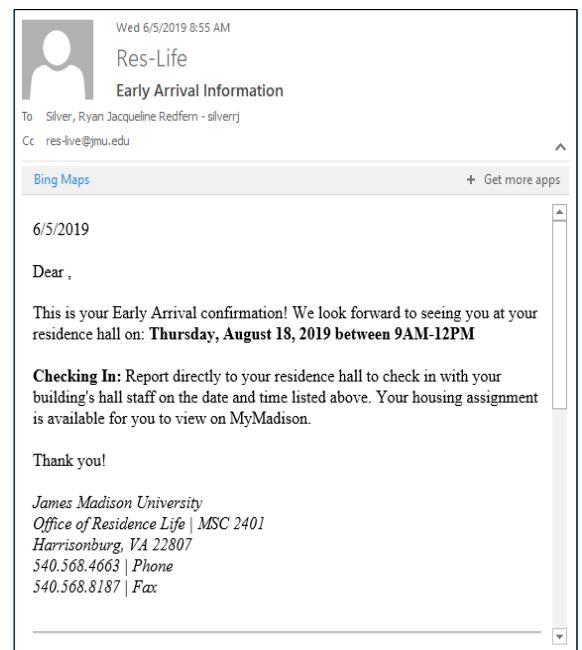 Wed 6/5/2019 8:55 AM
Res-Life
Early Arrival Information
To Silver, Ryan Jacqueline Redfern - silverrj
Cc res-live@jmu.edu
Bing Maps + Get more apps
6/5/2019
Dear ,
This is your Early Arrival confirmation! We look forward to seeing you at your
residence hall on: Thursday, August 18, 2019 between 9AM-12PM
Checking In: Report directly to your residence hall to check in with your
building's hall staff on the date and time listed above. Your housing assignment
is available for you to view on MyMadison.
Thank you!
James Madison University
Office of Residence Life | MSC 2401
Harrisonburg, VA 22807
540.568.4663 | Phone
540.568.8187 | Fax